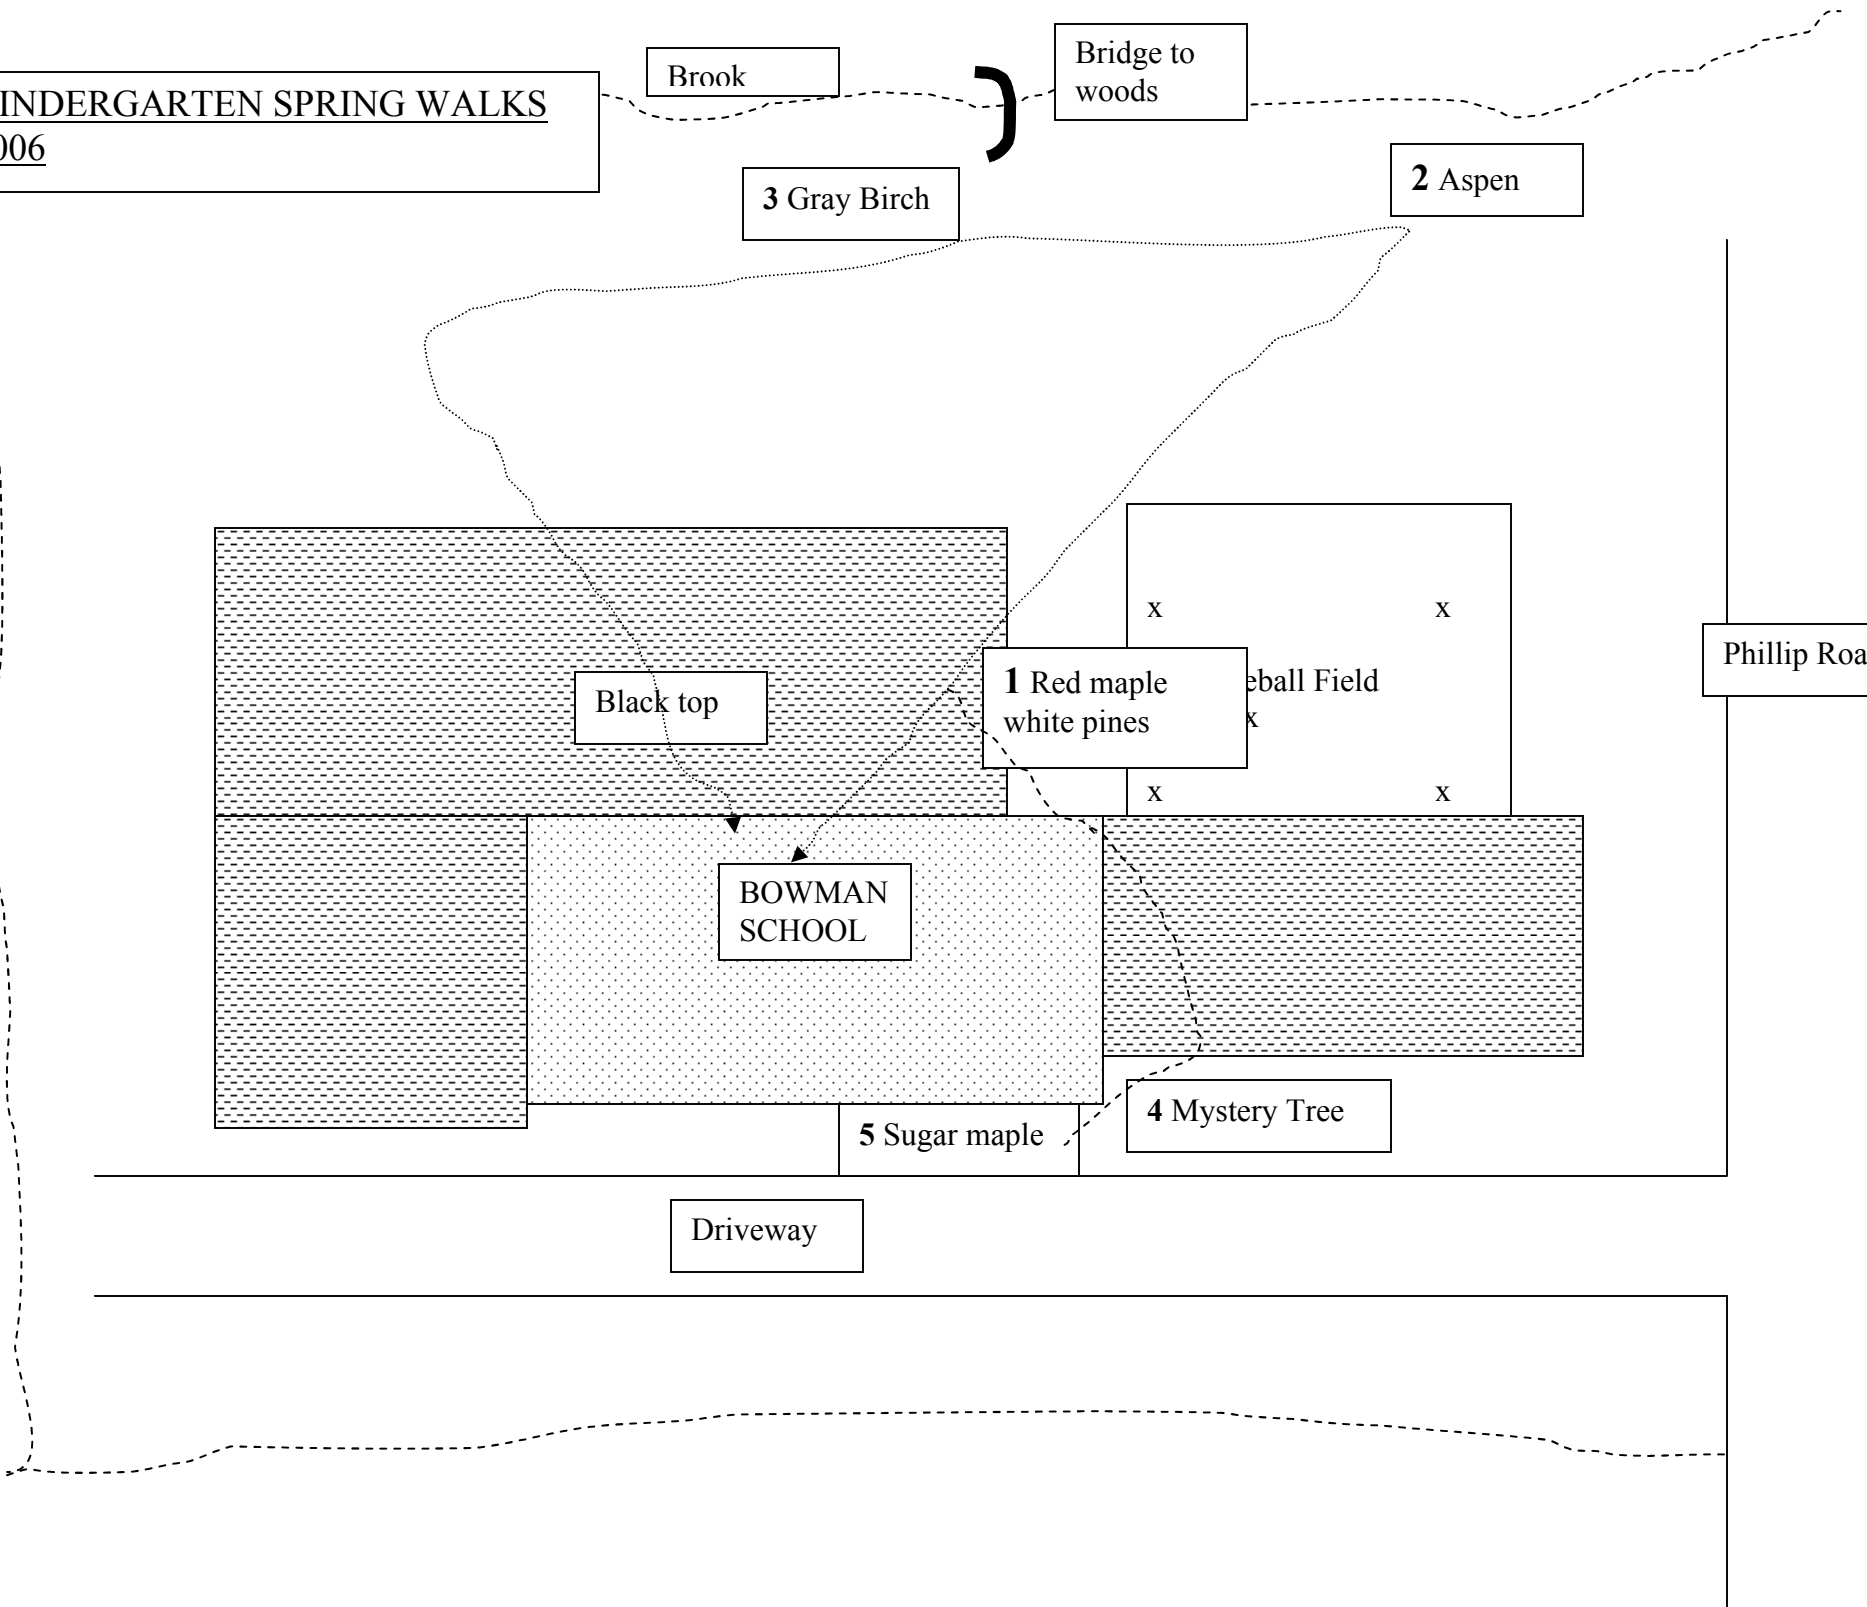 Brook
Bridge to
woods
INDERGARTEN SPRING WALKS
006
3 Gray Birch
2 Aspen
x x
Phillip Roa
1 Red maple
white pines
eball Field
x
Black top
x x
BOWMAN
SCHOOL
4 Mystery Tree
5 Sugar maple
Driveway